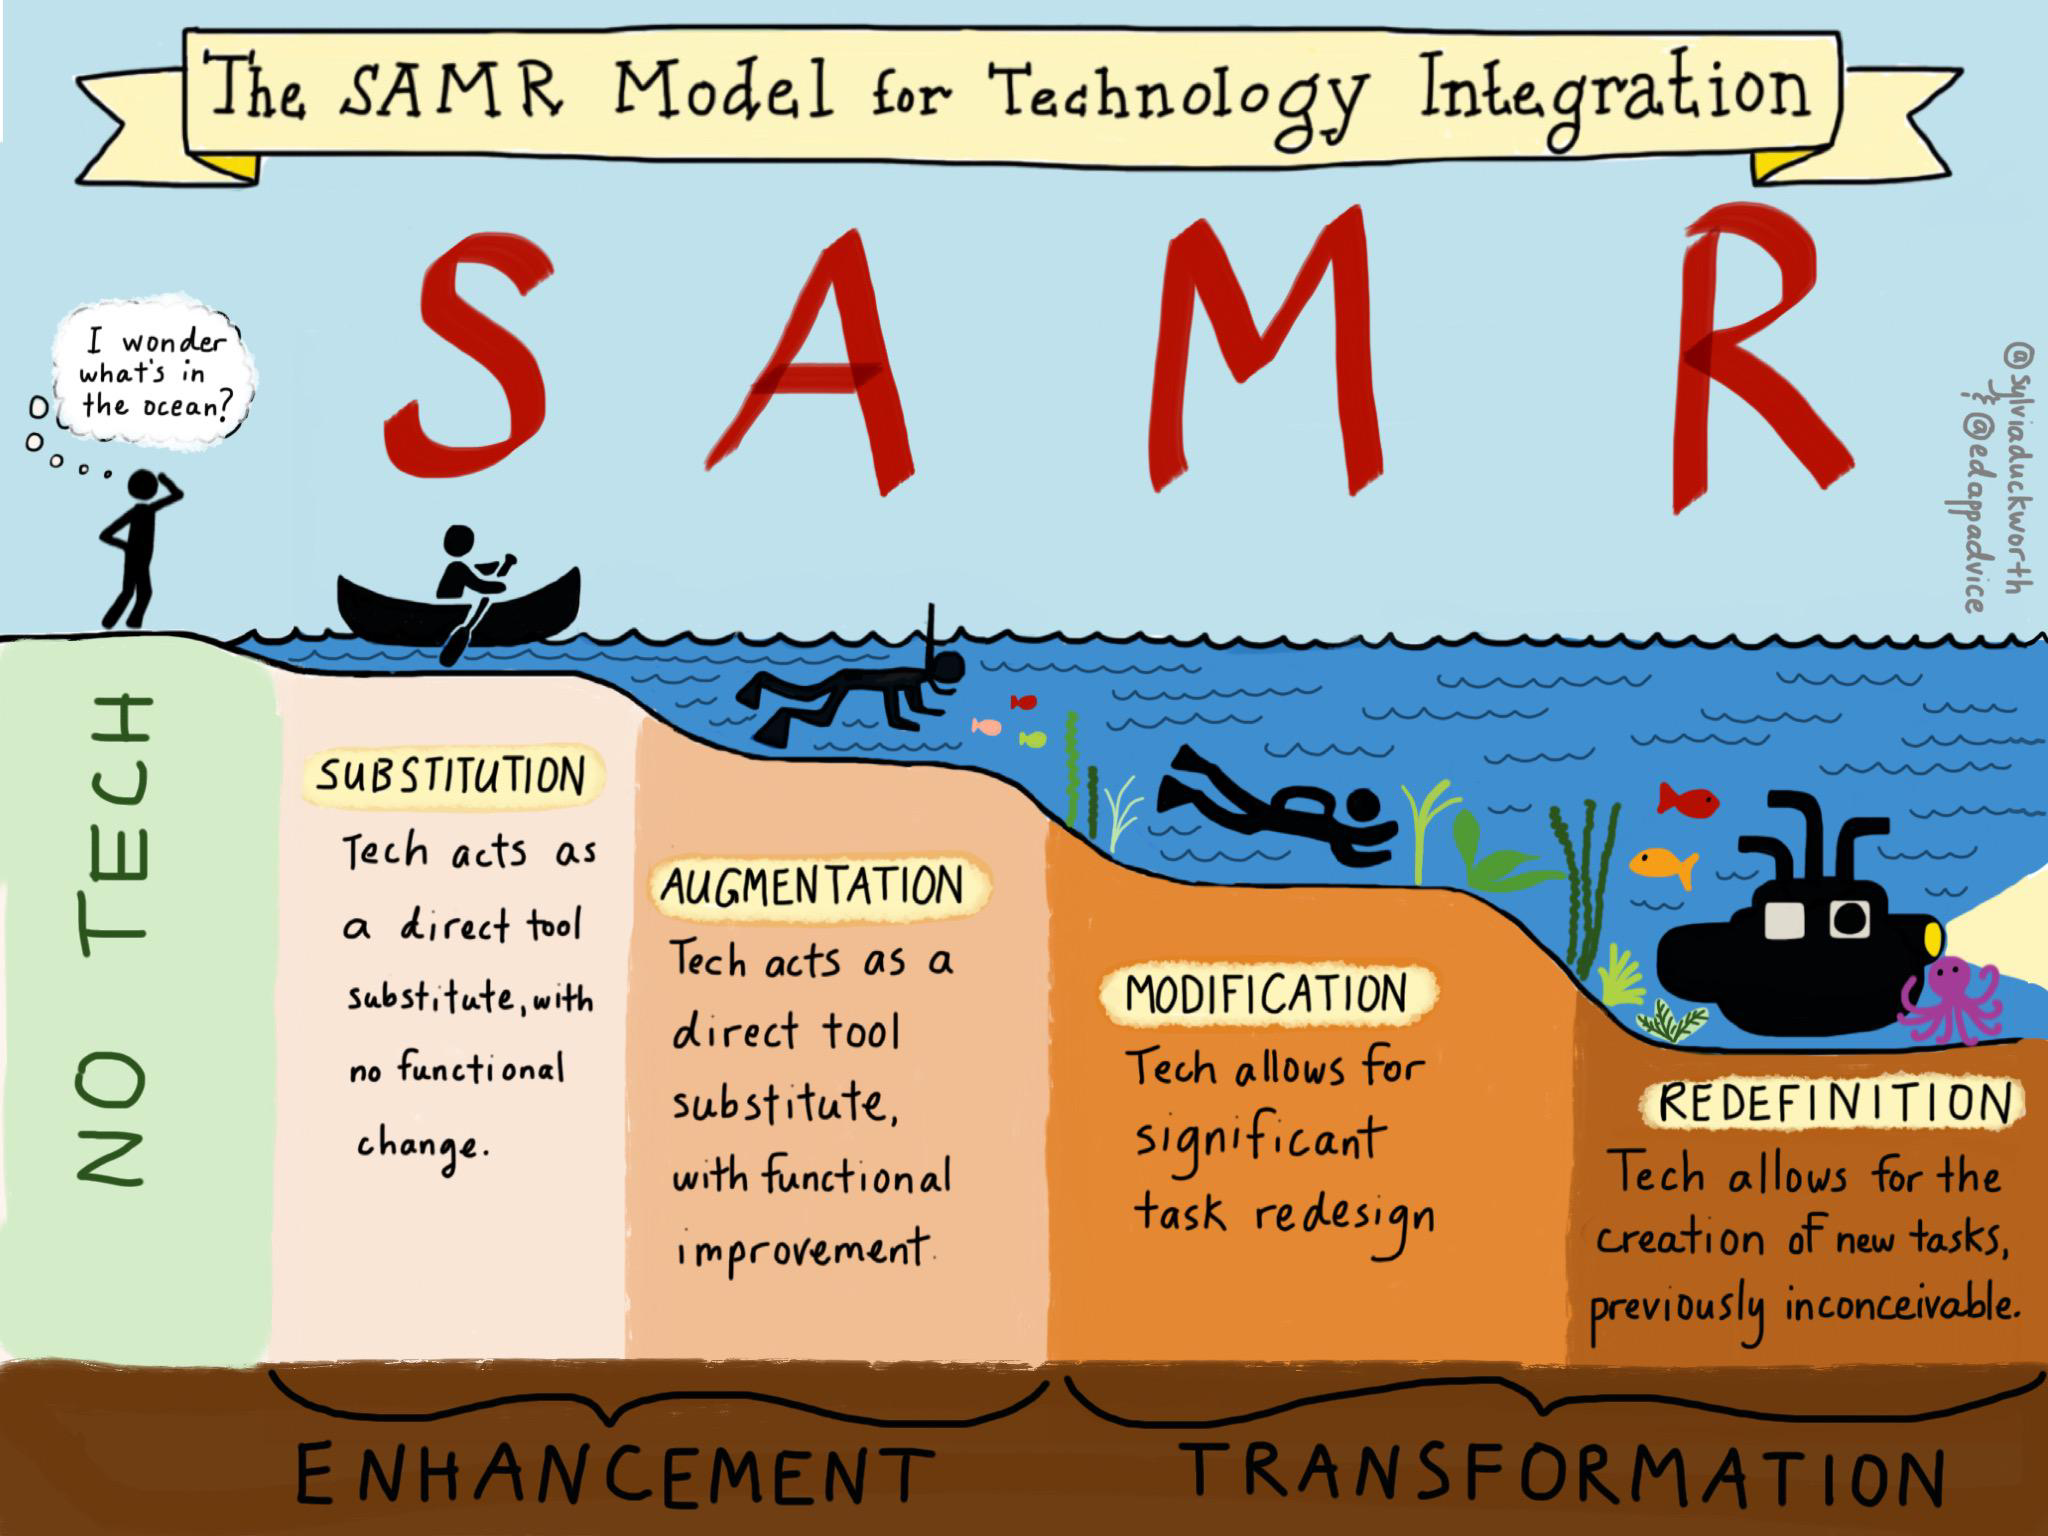 The SAMR Model for Technology Integration
S A M R
I wonder
what's in
the ocean?
@sylviaduckworth
& @edappadvice
NO TECH
SUBSTITUTION
Tech acts as
a direct tool
substitute, with
no functional
change.
AUGMENTATION
Tech acts as a
direct tool
substitute,
with functional
improvement.
MODIFICATION
Tech allows for
significant
task redesign
REDEFINITION
Tech allows for the
creation of new tasks,
previously inconceivable.
ENHANCEMENT
TRANSFORMATION